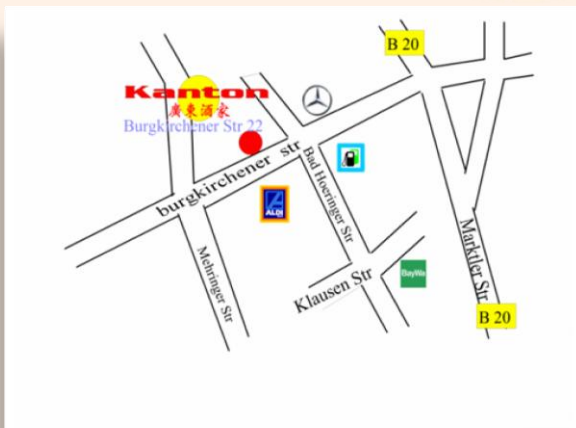 B 20
Kanton
廣東酒家
Burgkirchener Str 22
burgkirchener str
Bad Hoeringer Str
ALDI
Mehringer Str
Klausen Str
BayWa
Marktler Str
B 20